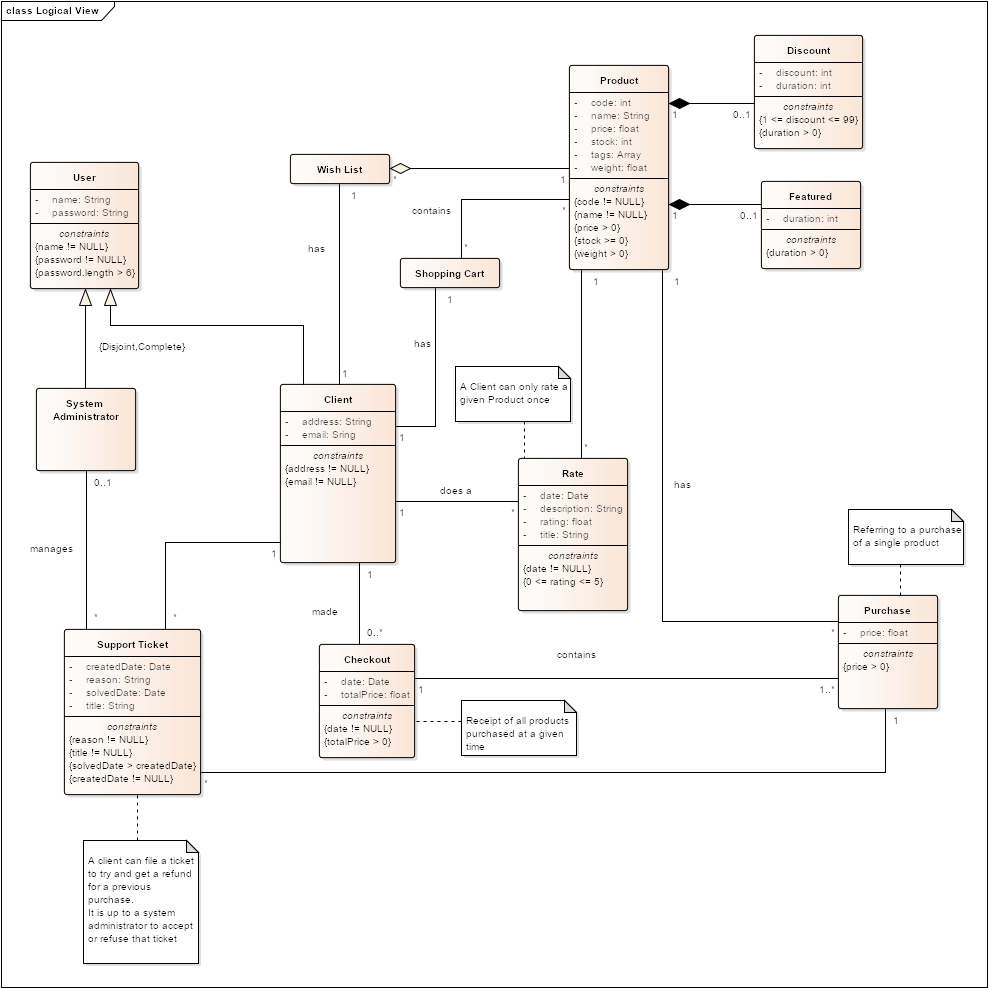 class Logical View
Discount
- discount: int
- duration: int
constraints
{1 <= discount <= 99}
{duration > 0}
Product
- code: int
- name: String
- price: float
- stock: int
- tags: Array
- weight: float
constraints
{code != NULL}
{name != NULL}
{price > 0}
{stock >= 0}
{weight > 0}
1
0..1
Wish List
*
1
User
- name: String
- password: String
constraints
{name != NULL}
{password != NULL}
{password.length > 6}
Featured
- duration: int
constraints
{duration > 0}
1
0..1
1
contains
*
*
has
Shopping Cart
1
1
1
has
{Disjoint,Complete}
1
System
Administrator
Client
- address: String
- email: Sring
constraints
{address != NULL}
{email != NULL}
1
A Client can only rate a
given Product once
*
Rate
- date: Date
- description: String
- rating: float
- title: String
constraints
{date != NULL}
{0 <= rating <= 5}
does a
1
*
has
0..1
manages
1
*
*
1
made
0..*
Referring to a purchase
of a single product
Purchase
- price: float
constraints
{price > 0}
*
Support Ticket
- createdDate: Date
- reason: String
- solvedDate: Date
- title: String
constraints
{reason != NULL}
{title != NULL}
{solvedDate > createdDate}
{createdDate != NULL}
Checkout
- date: Date
- totalPrice: float
constraints
{date != NULL}
{totalPrice > 0}
contains
1
1..*
Receipt of all products
purchased at a given
time
1
*
A client can file a ticket
to try and get a refund
for a previous
purchase.
It is up to a system
administrator to accept
or refuse that ticket